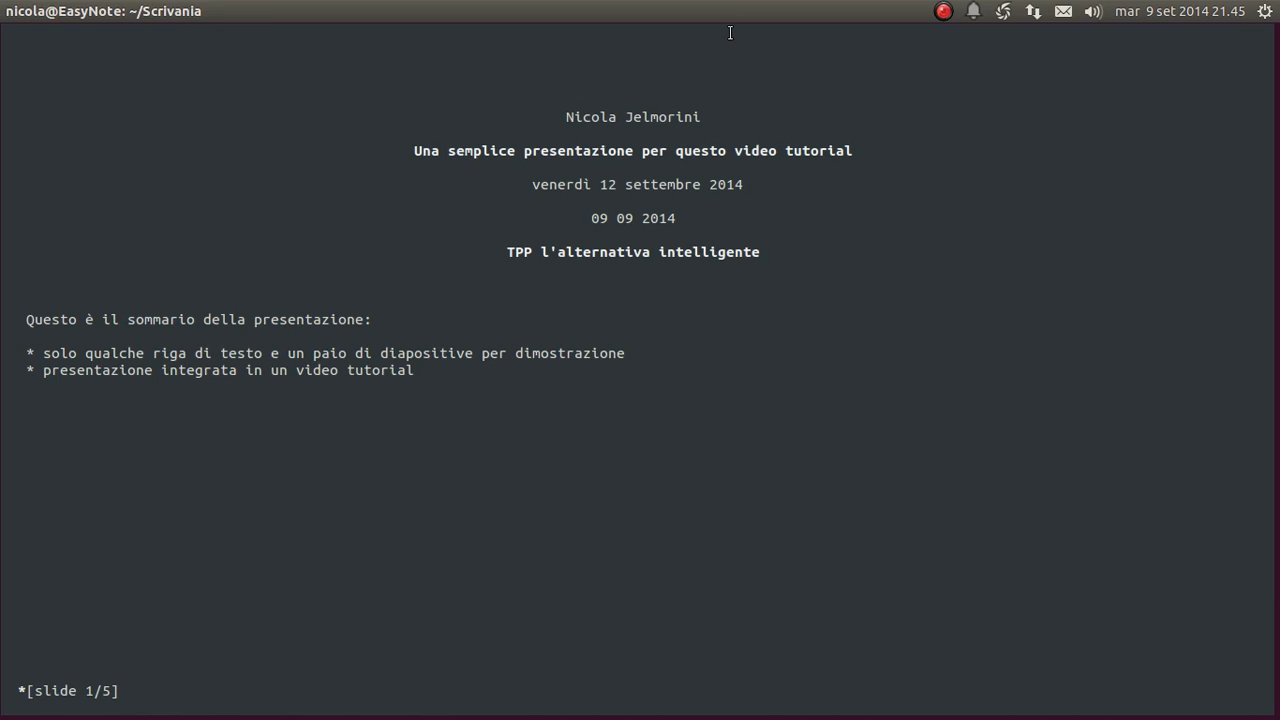 nicola@EasyNote: ~/Scrivania
mar 9 set 2014 21.45
Nicola Jelmorini
Una semplice presentazione per questo video tutorial
venerdì 12 settembre 2014
09 09 2014
TPP l'alternativa intelligente
Questo è il sommario della presentazione:
* solo qualche riga di testo e un paio di diapositive per dimostrazione
* presentazione integrata in un video tutorial
*[slide 1/5]